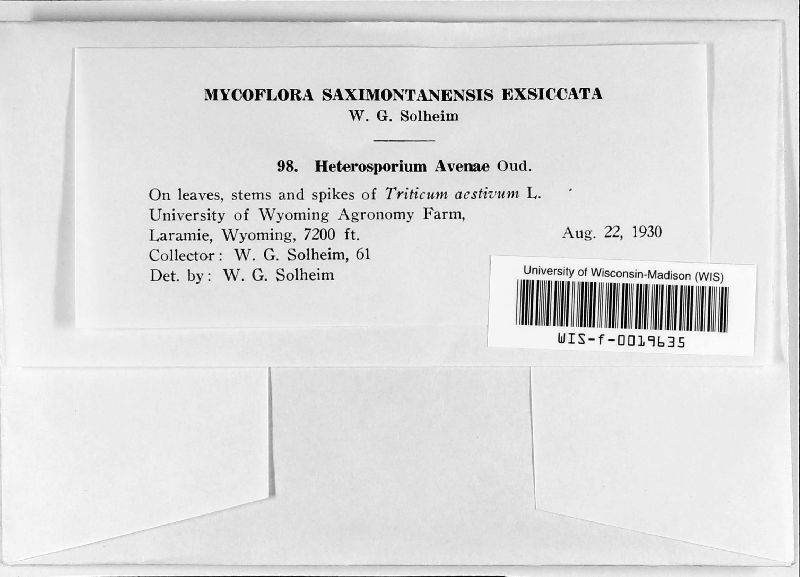 MYCOFLORA SAXIMONTANENSIS EXSICCATA
W. G. Solheim
98. Heterosporium Avenae Oud.
On leaves, stems and spikes of Triticum aestivum L.
University of Wyoming Agronomy Farm,
Laramie, Wyoming, 7200 ft. Aug. 22, 1930
Collector: W. G. Solheim, 61
Det. by: W. G. Solheim
University of Wisconsin-Madison (WIS)
WIS-f-0019635